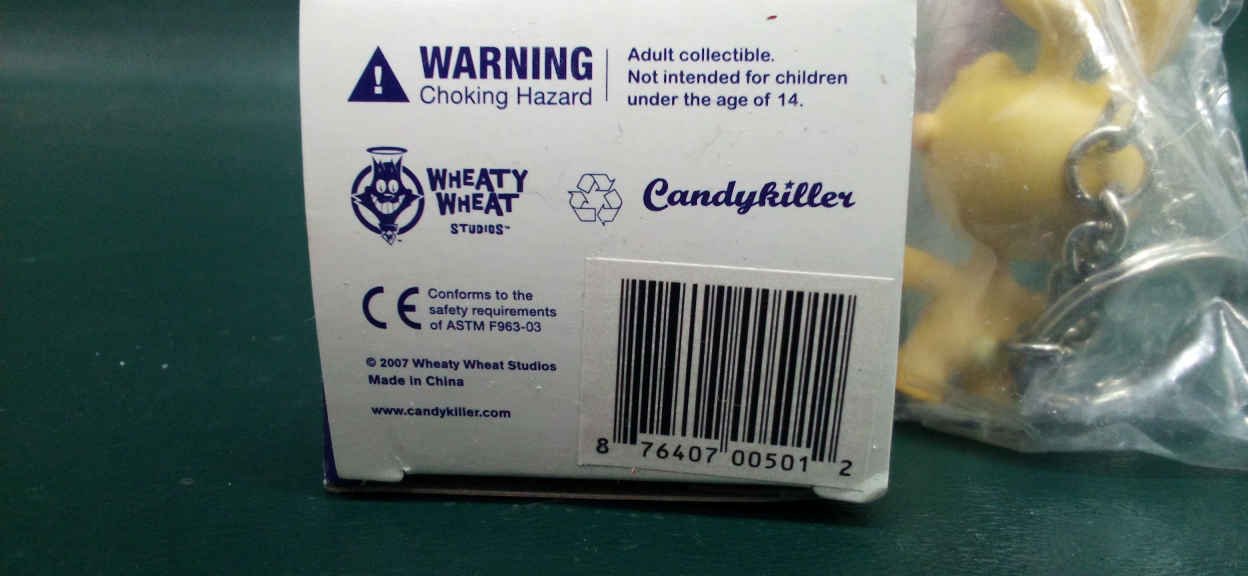 WARNING
Choking Hazard
Adult collectible.
Not intended for children
under the age of 14.
WHEATY
WHEAT
STUDIOS™
Candykiller
CE
Conforms to the
safety requirements
of ASTM F963-03
© 2007 Wheaty Wheat Studios
Made in China
www.candykiller.com
8 76407 00501 2